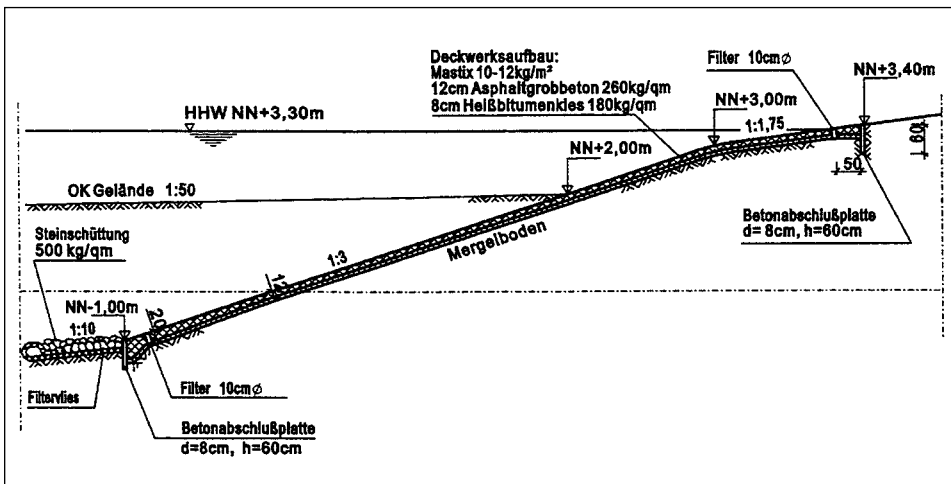 Deckwerksaufbau:
Mastix 10-12kg/m²
12cm Asphaltgrobbeton 260kg/qm
8cm Heißbitumenkies 180kg/qm
Filter 10cm⌀
NN+3,40m
HHW NN+3,30m
NN+3,00m
1:1,75
NN+2,00m
60
50
OK Gelände 1:50
Betonabschlußplatte
d= 8cm, h=60cm
Steinschüttung
500 kg/qm
Mergelboden
1:3
12
NN-1,00m
20
1:10
Filtervlies
Filter 10cm⌀
Betonabschlußplatte
d=8cm, h=60cm